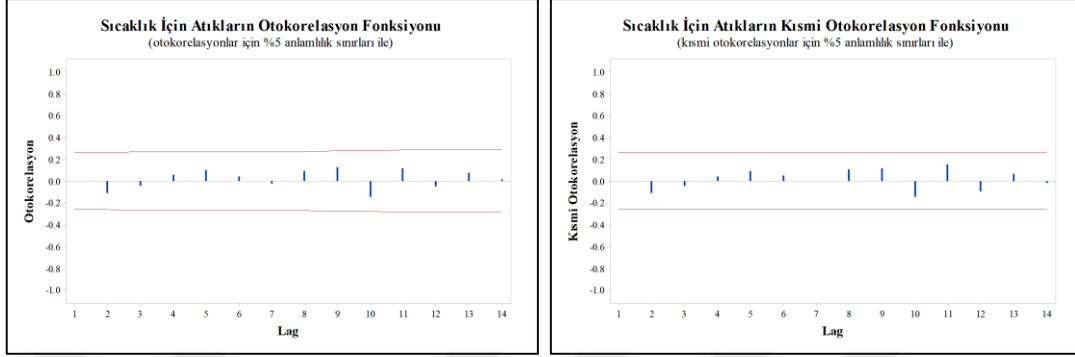 Sıcaklık İçin Atıkların Otokorelasyon Fonksiyonu
(otokorelasyonlar için %5 anlamlılık sınırları ile)
Otokorelasyon
1.0
0.8
0.6
0.4
0.2
0.0
-0.2
-0.4
-0.6
-0.8
-1.0
1 2 3 4 5 6 7 8 9 10 11 12 13 14
Lag
Sıcaklık İçin Atıkların Kısmi Otokorelasyon Fonksiyonu
(kısmi otokorelasyonlar için %5 anlamlılık sınırları ile)
Kısmi Otokorelasyon
1.0
0.8
0.6
0.4
0.2
0.0
-0.2
-0.4
-0.6
-0.8
-1.0
1 2 3 4 5 6 7 8 9 10 11 12 13 14
Lag